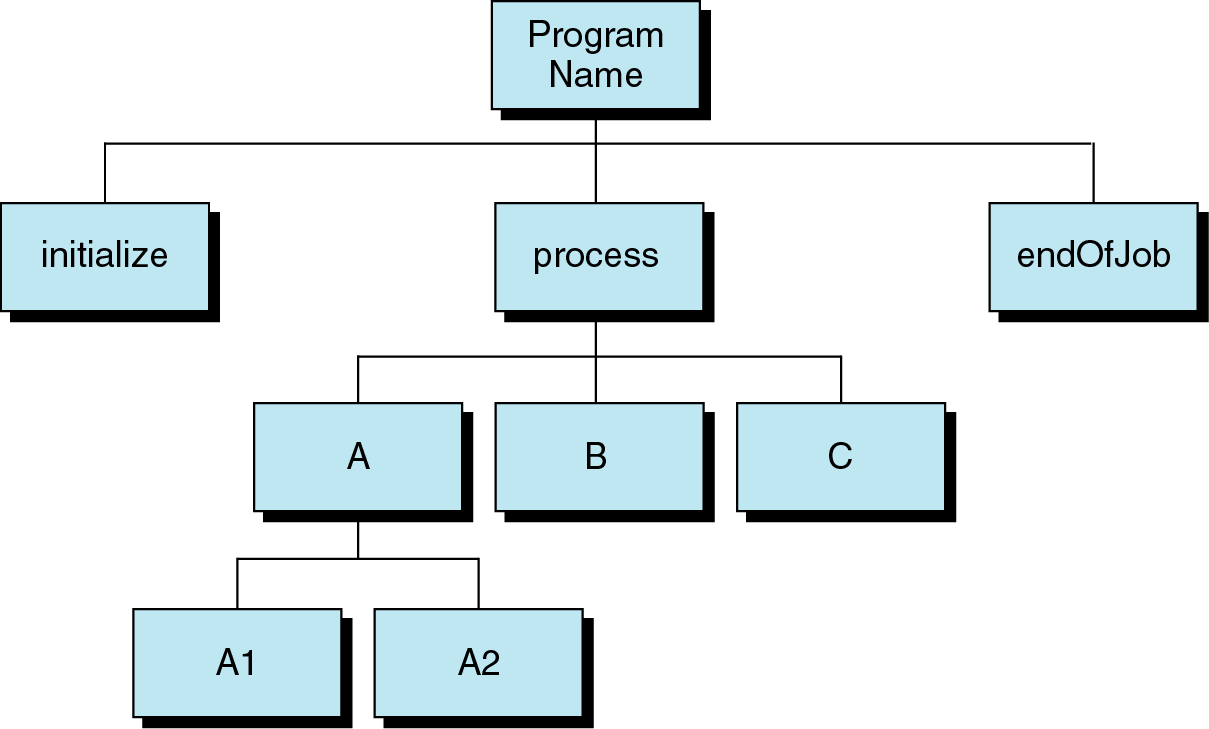 Program
Name
initialize
process
endOfJob
A
B
C
A1
A2